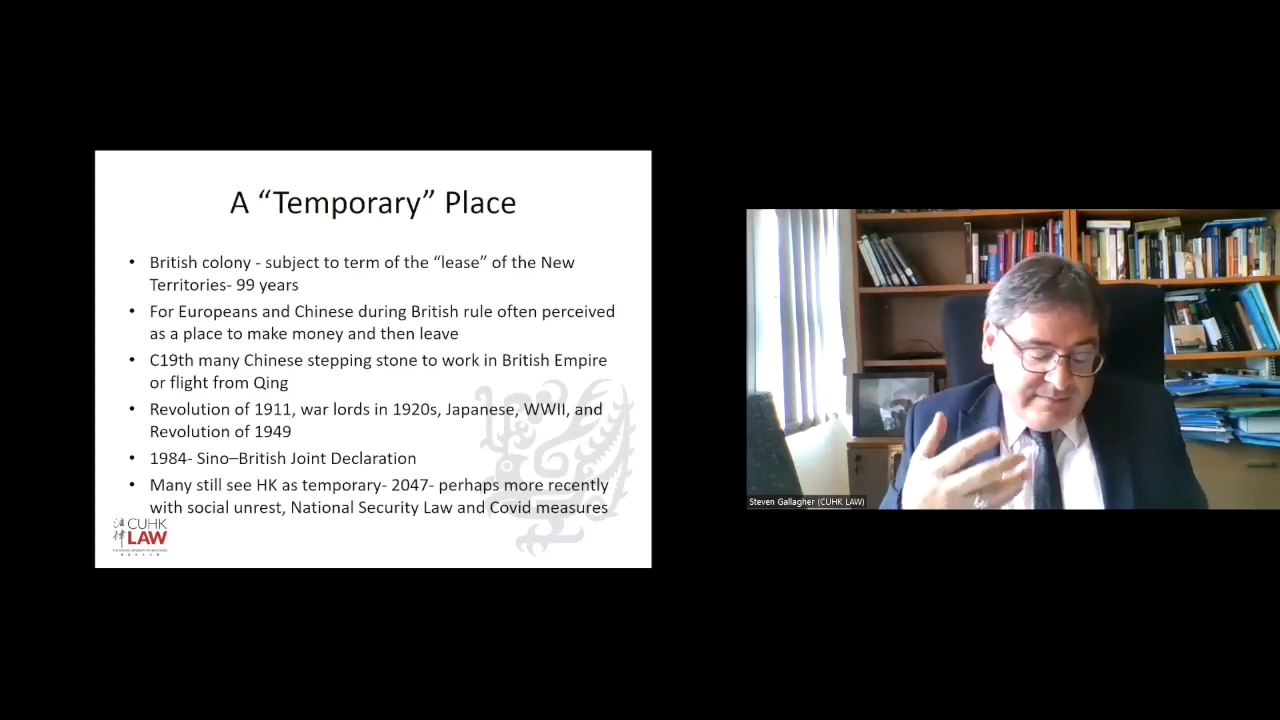 A “Temporary” Place
• British colony - subject to term of the “lease” of the New
Territories- 99 years
• For Europeans and Chinese during British rule often perceived
as a place to make money and then leave
• C19th many Chinese stepping stone to work in British Empire
or flight from Qing
• Revolution of 1911, war lords in 1920s, Japanese, WWII, and
Revolution of 1949
• 1984- Sino–British Joint Declaration
• Many still see HK as temporary- 2047- perhaps more recently
with social unrest, National Security Law and Covid measures
法 CUHK
律 LAW
Steven Gallagher (CUHK LAW)